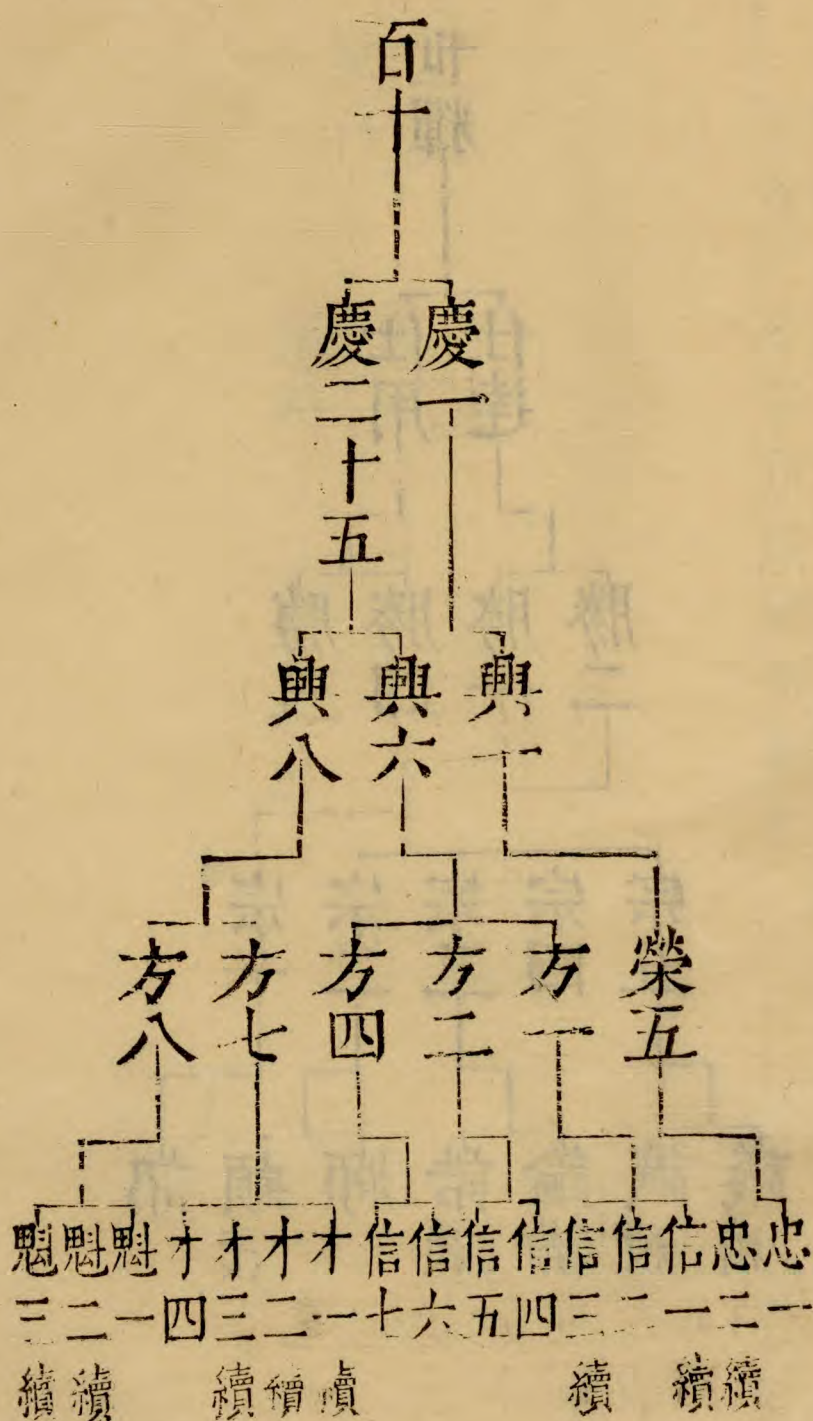 百十
慶一 慶二十五
興一 興六 興八
榮五 方一 方二 方四 方七 方八
忠一 忠二 信一 信二 信三 信四 信五 信六 信七 才一 才二 才三 才四 魁一 魁二 魁三
續 續 續 續 續 續 續 續